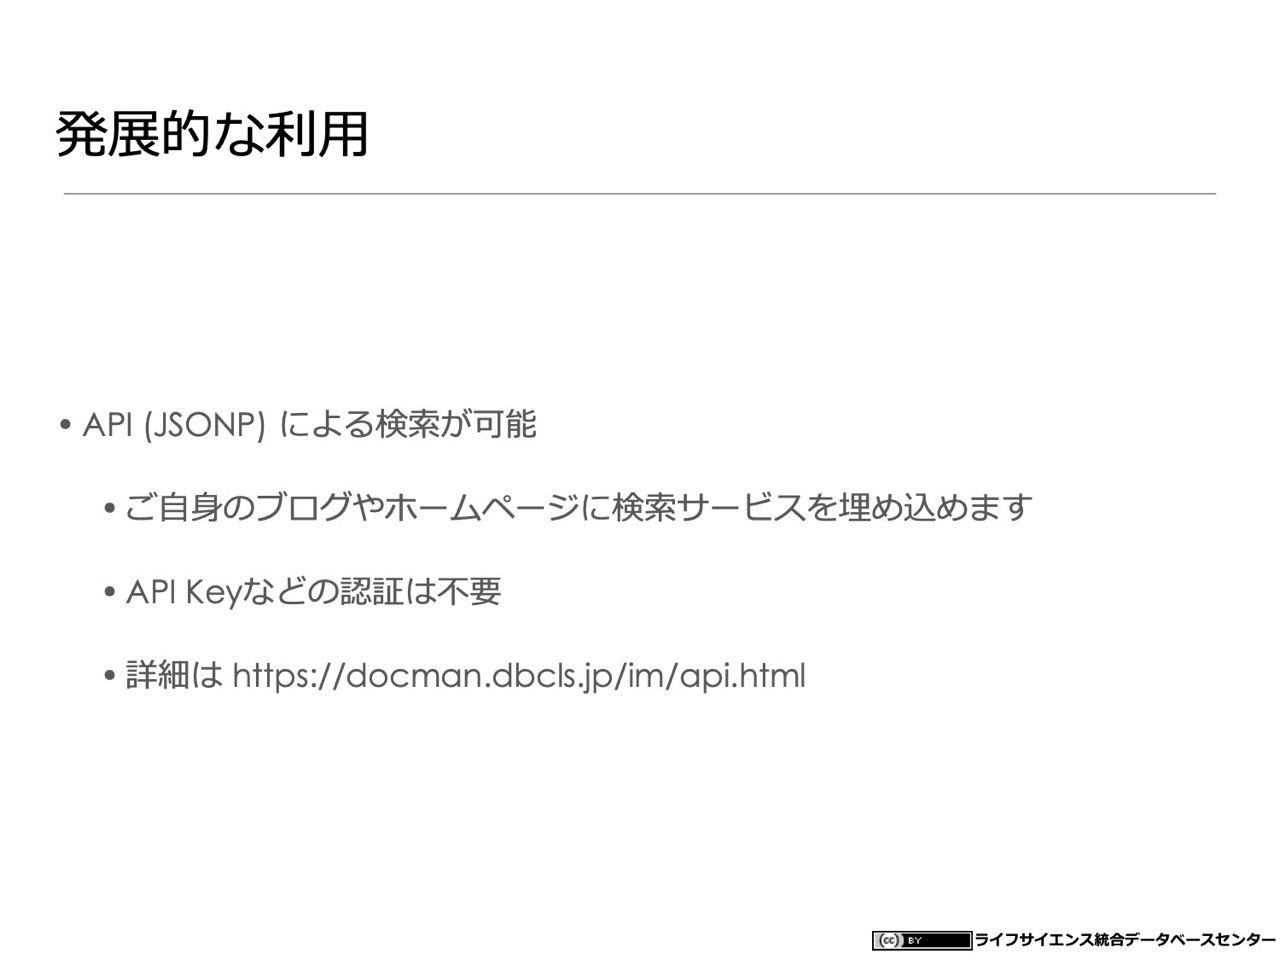 発展的な利用
• API (JSONP) による検索が可能
• ご自身のブログやホームページに検索サービスを埋め込めます
• API Keyなどの認証は不要
• 詳細は https://docman.dbcls.jp/im/api.html
(cc) BY ライフサイエンス統合データベースセンター